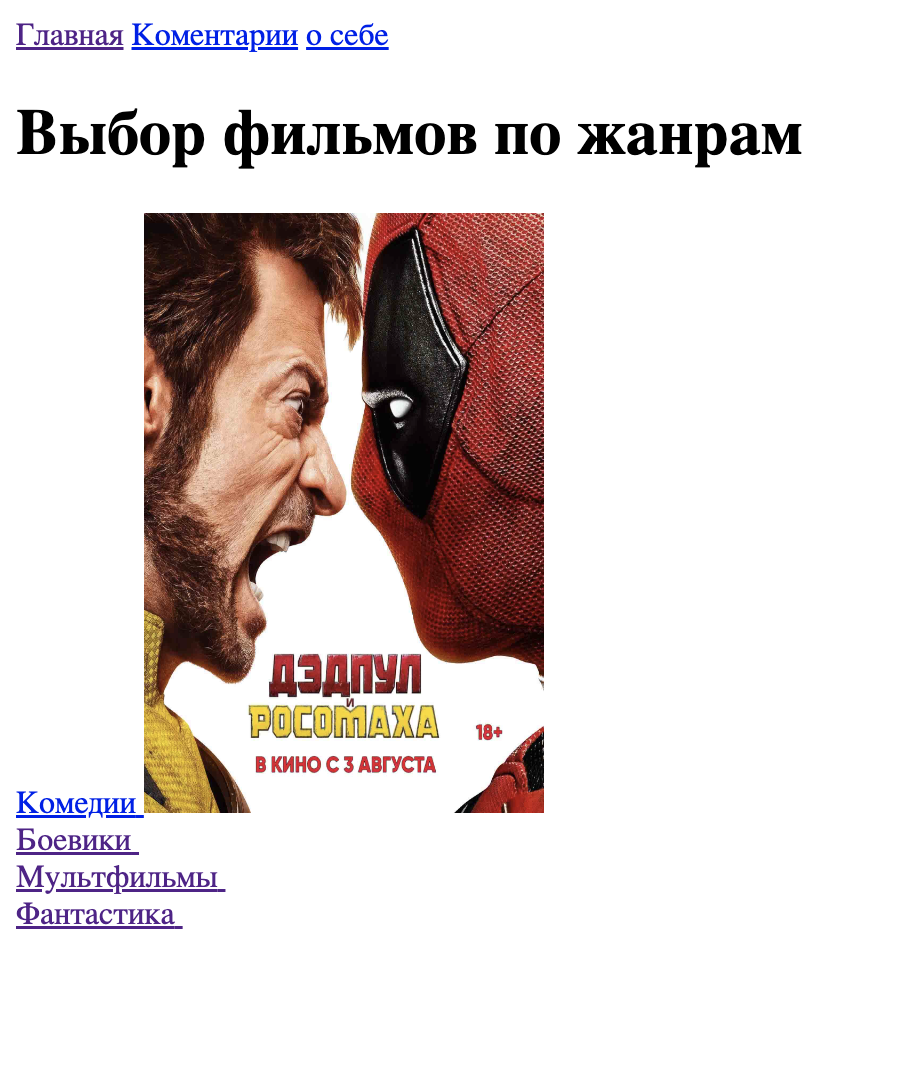 Главная Коментарии о себе
Выбор фильмов по жанрам
ДЭДПУЛ
И
РОСОМАХА
18+
В КИНО С 3 АВГУСТА
Комедии
Боевики
Мультфильмы
Фантастика